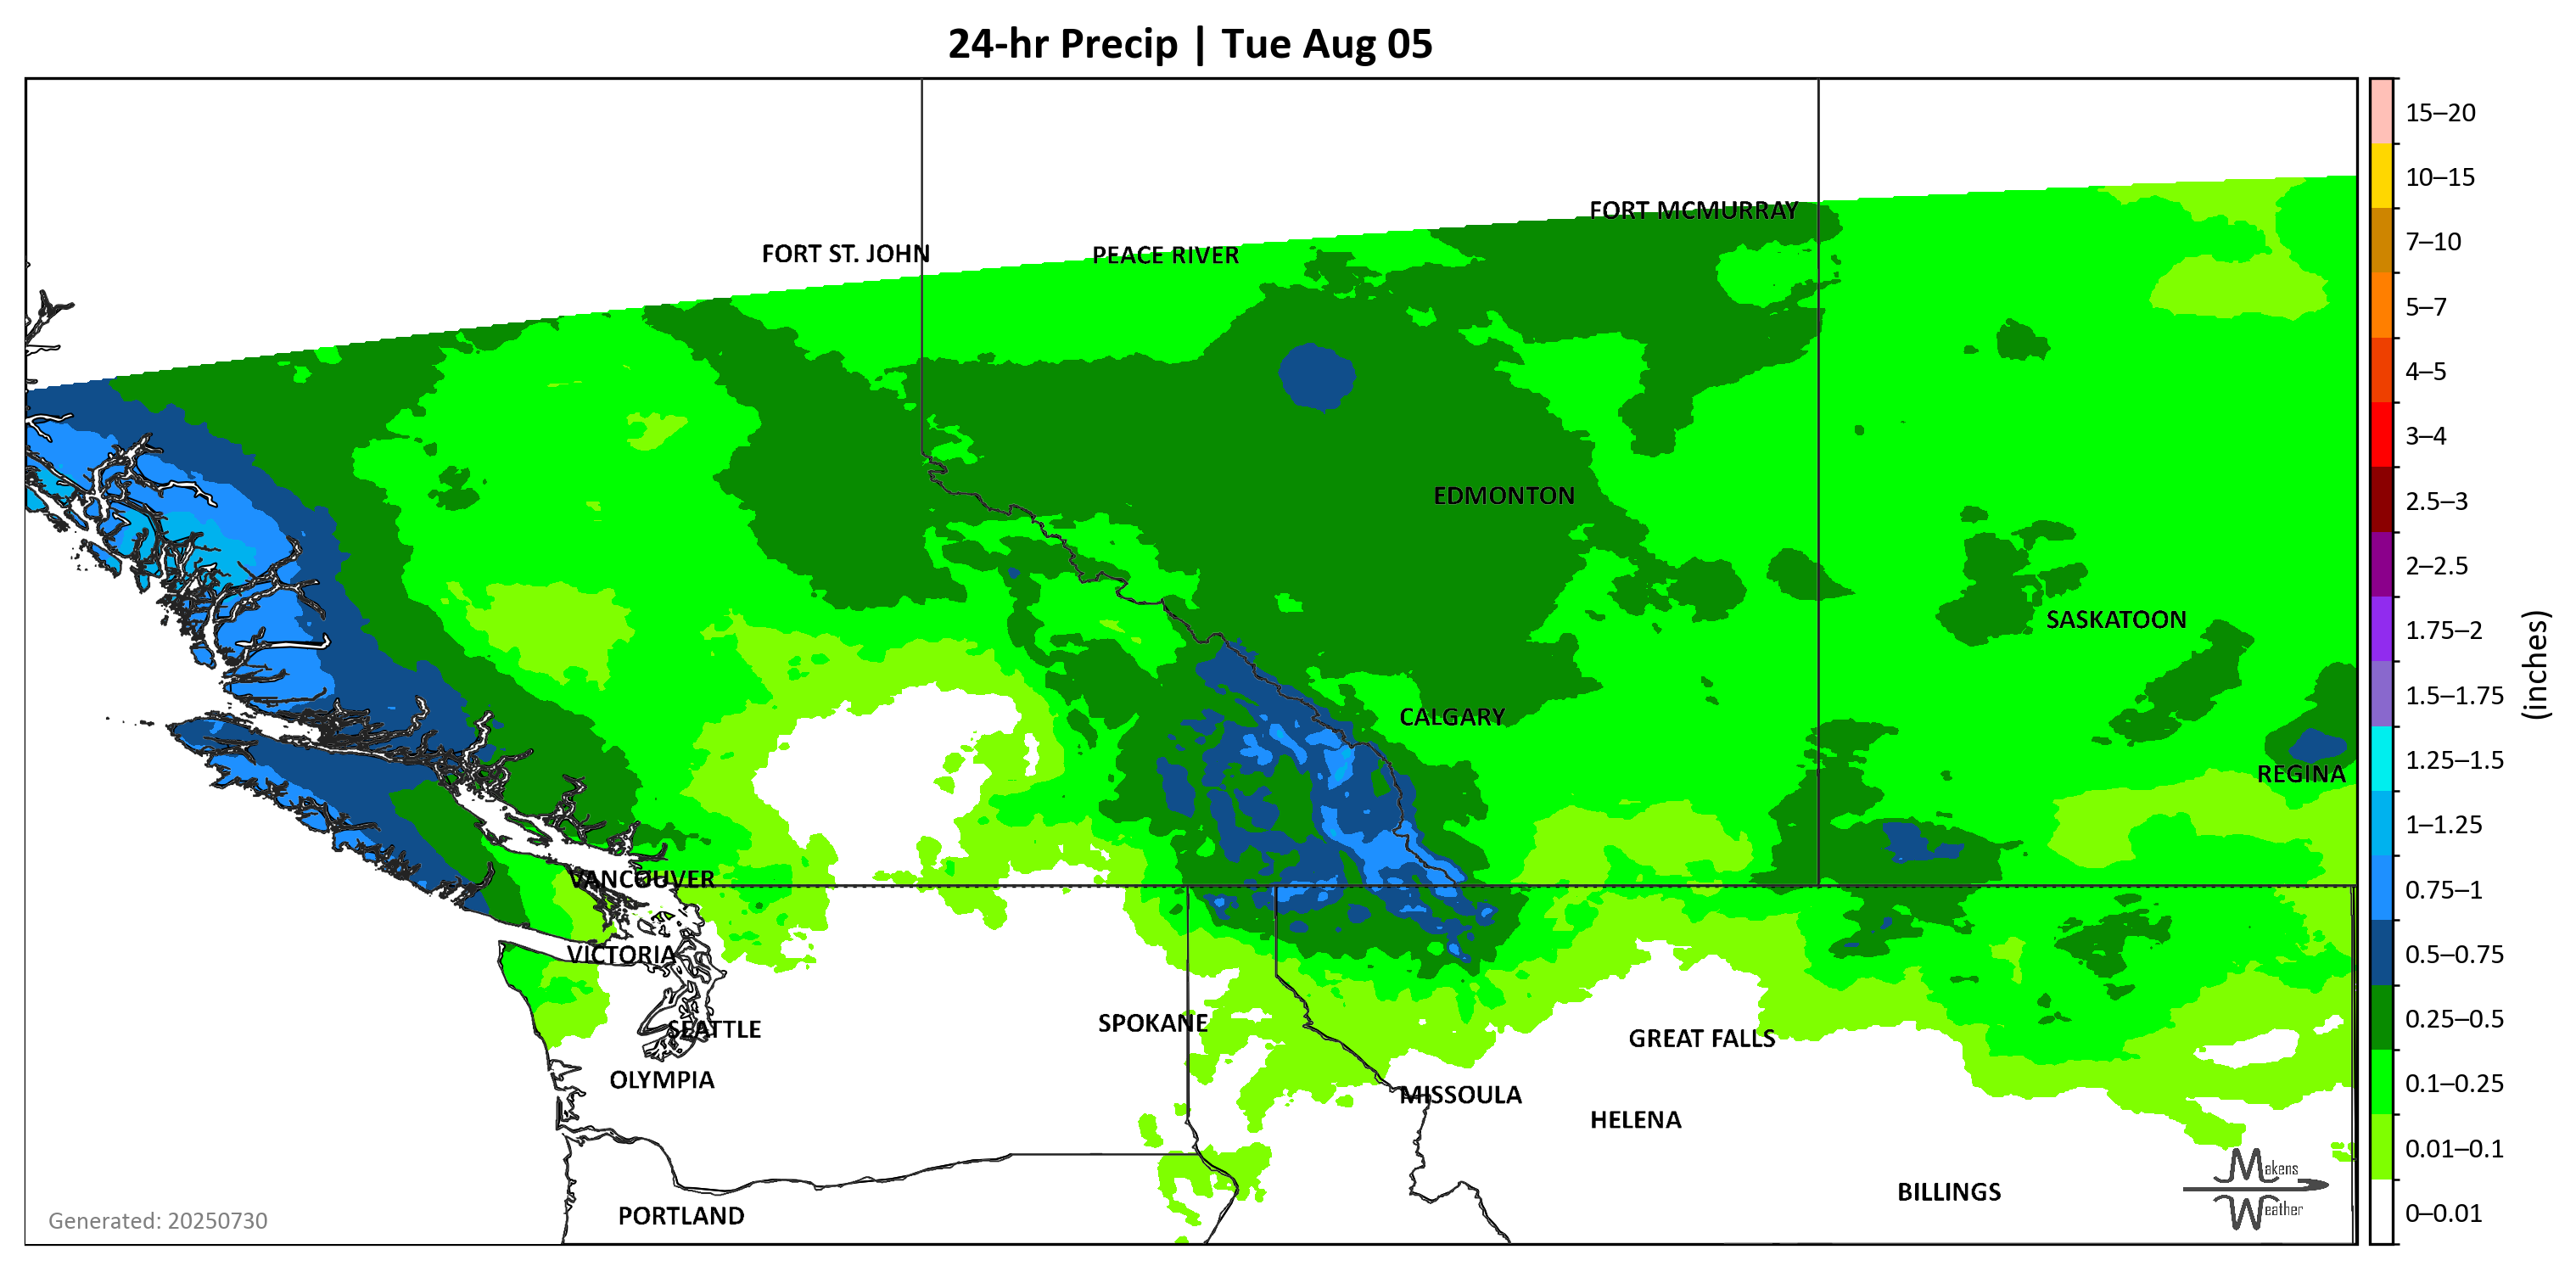 24-hr Precip | Tue Aug 05
FORT MCMURRAY
FORT ST. JOHN
PEACE RIVER
EDMONTON
SASKATOON
CALGARY
REGINA
VANCOUVER
VICTORIA
SPOKANE
SEATTLE
GREAT FALLS
OLYMPIA
MISSOULA
HELENA
BILLINGS
PORTLAND
Generated: 20250730
Makens
Weather
15–20
10–15
7–10
5–7
4–5
3–4
2.5–3
2–2.5
1.75–2
1.5–1.75
1.25–1.5
1–1.25
0.75–1
0.5–0.75
0.25–0.5
0.1–0.25
0.01–0.1
0–0.01
(inches)